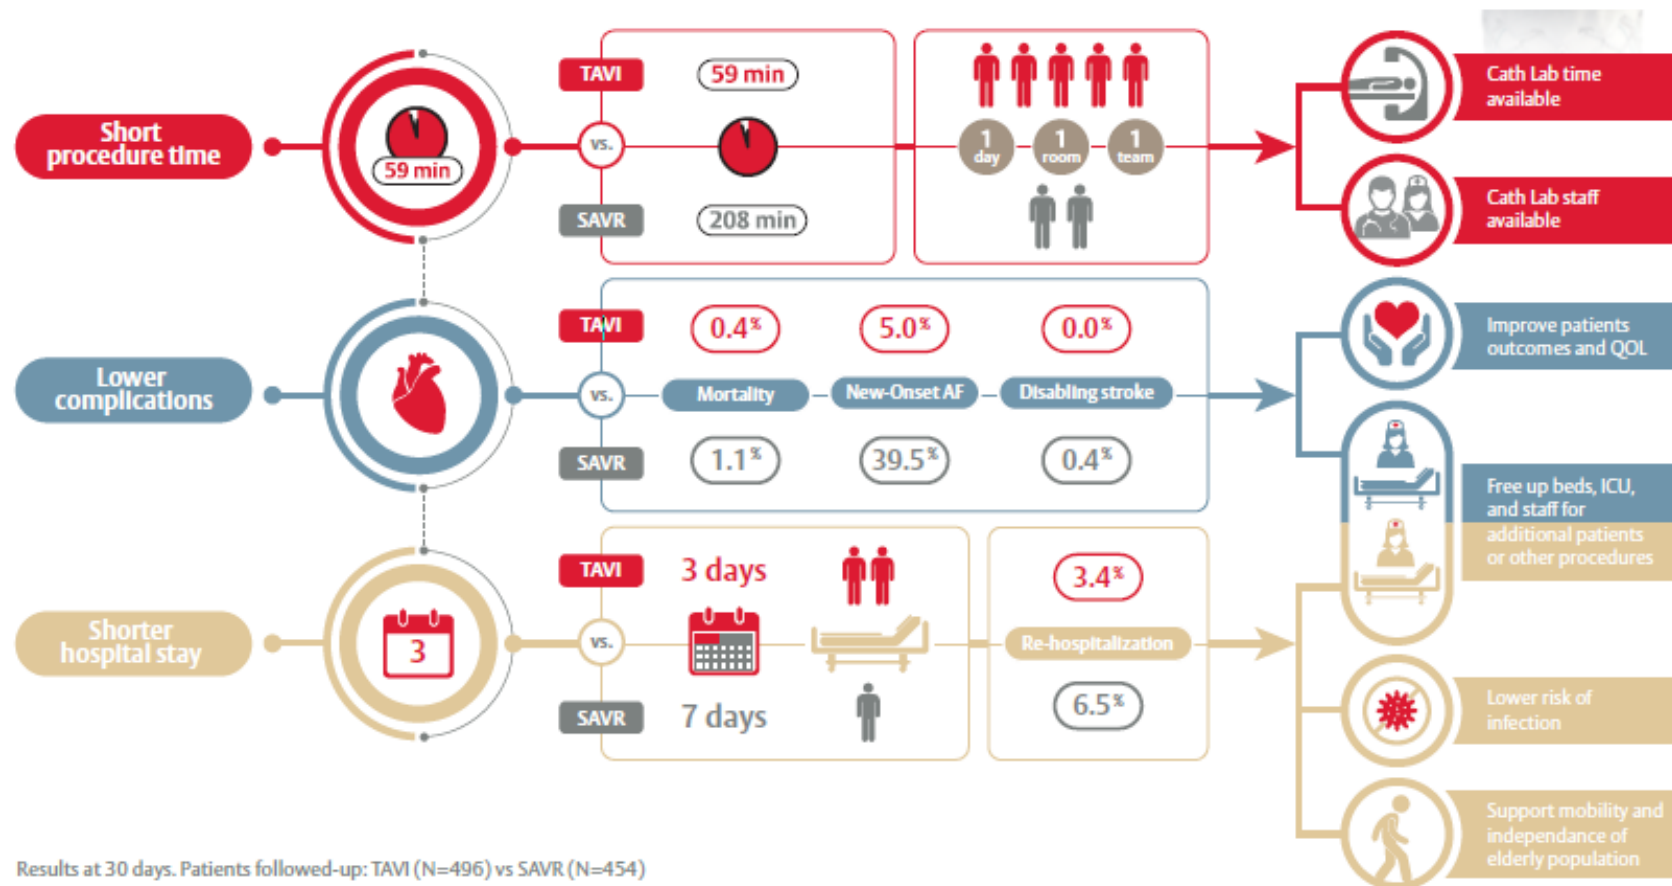 Short
procedure time
59 min
TAVI
59 min
vs.
SAVR
208 min
1
day
1
room
1
team
Cath Lab time
available
Cath Lab staff
available
Lower
complications
TAVI
0.4%
5.0%
0.0%
vs.
Mortality
New-Onset AF
Disabling stroke
SAVR
1.1%
39.5%
0.4%
Improve patients
outcomes and QOL
Free up beds, ICU,
and staff for
additional patients
or other procedures
Shorter
hospital stay
3
TAVI
3 days
3.4%
vs.
Re-hospitalization
SAVR
7 days
6.5%
Lower risk of
infection
Support mobility and
independance of
elderly population
Results at 30 days. Patients followed-up: TAVI (N=496) vs SAVR (N=454)